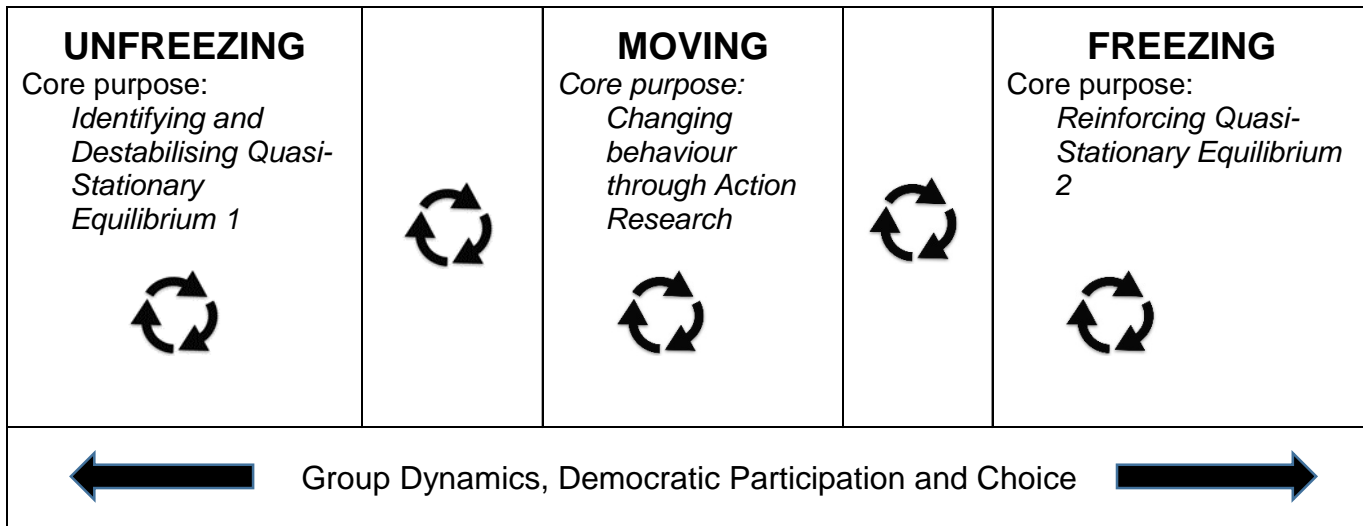 UNFREEZING
Core purpose:
Identifying and
Destabilising Quasi-
Stationary
Equilibrium 1
MOVING
Core purpose:
Changing
behaviour
through Action
Research
FREEZING
Core purpose:
Reinforcing Quasi-
Stationary Equilibrium
2
Group Dynamics, Democratic Participation and Choice